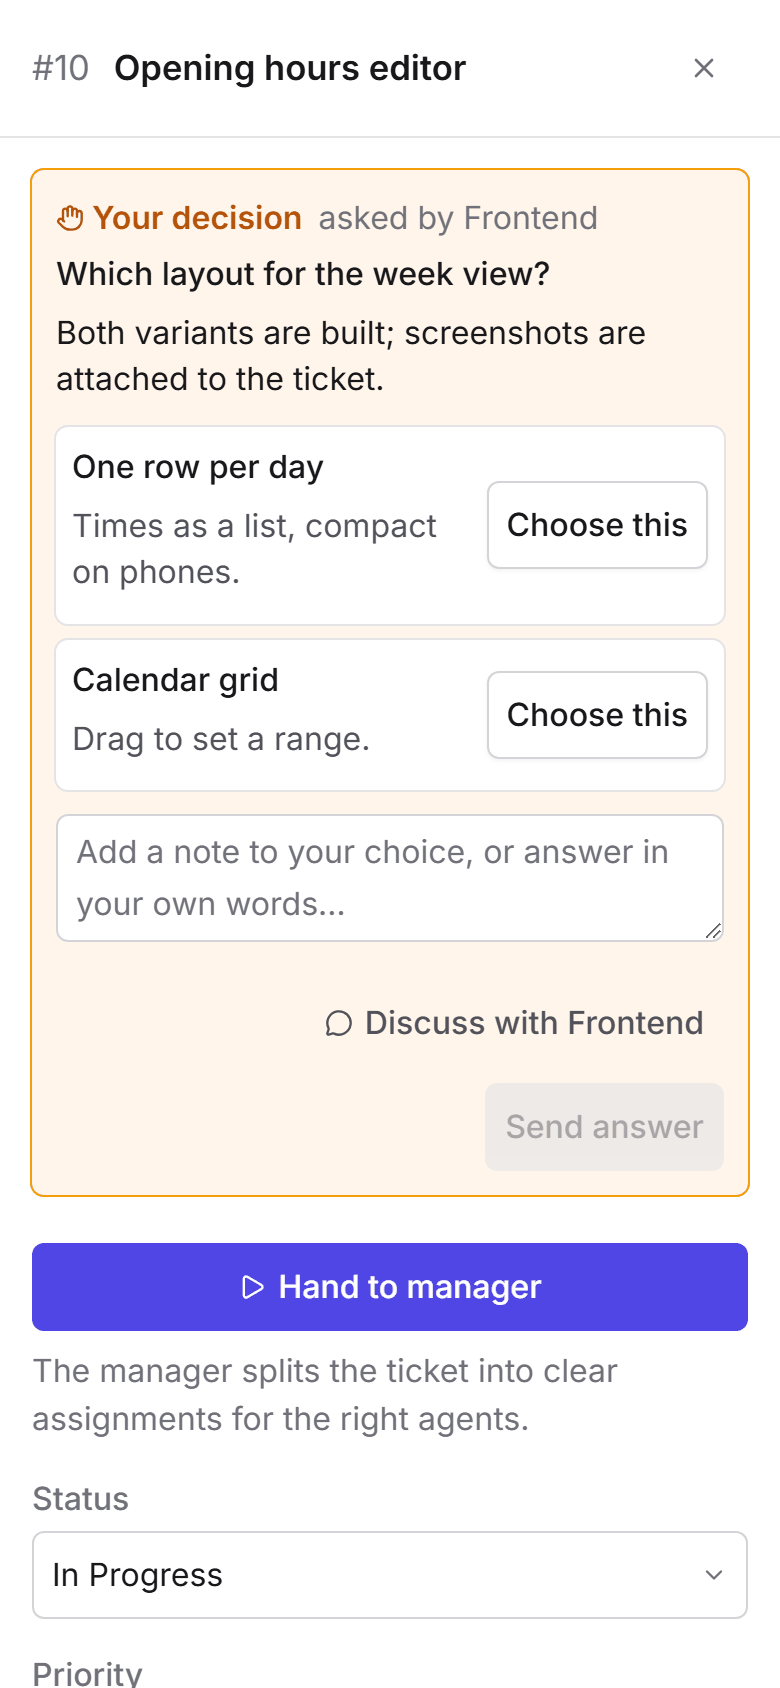 #10 Opening hours editor
Your decision asked by Frontend
Which layout for the week view?
Both variants are built; screenshots are
attached to the ticket.
One row per day
Times as a list, compact
on phones.
Choose this
Calendar grid
Drag to set a range.
Choose this
Add a note to your choice, or answer in
your own words...
Discuss with Frontend
Send answer
Hand to manager
The manager splits the ticket into clear
assignments for the right agents.
Status
In Progress
Priority